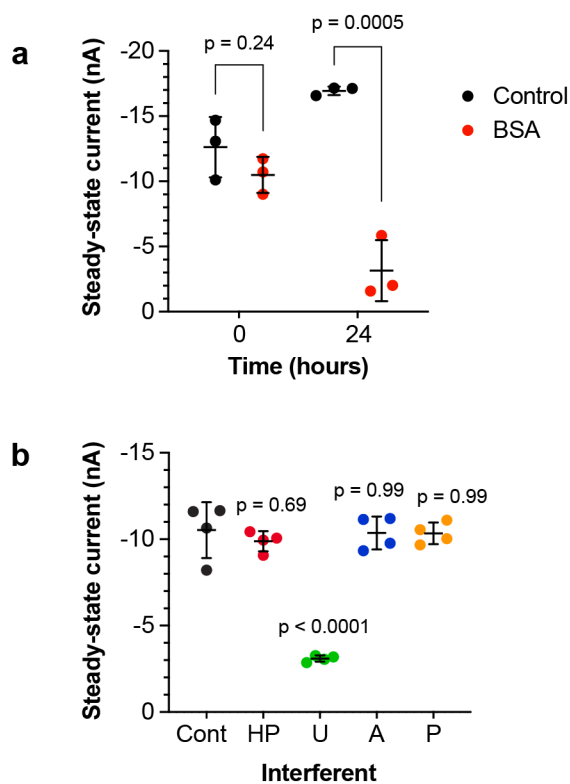 a
p = 0.24
p = 0.0005
Steady-state current (nA)
-20
-15
-10
-5
0
0
24
Time (hours)
Control
BSA
b
Steady-state current (nA)
-15
-10
-5
0
p = 0.69
p < 0.0001
p = 0.99
p = 0.99
Cont HP U A P
Interferent